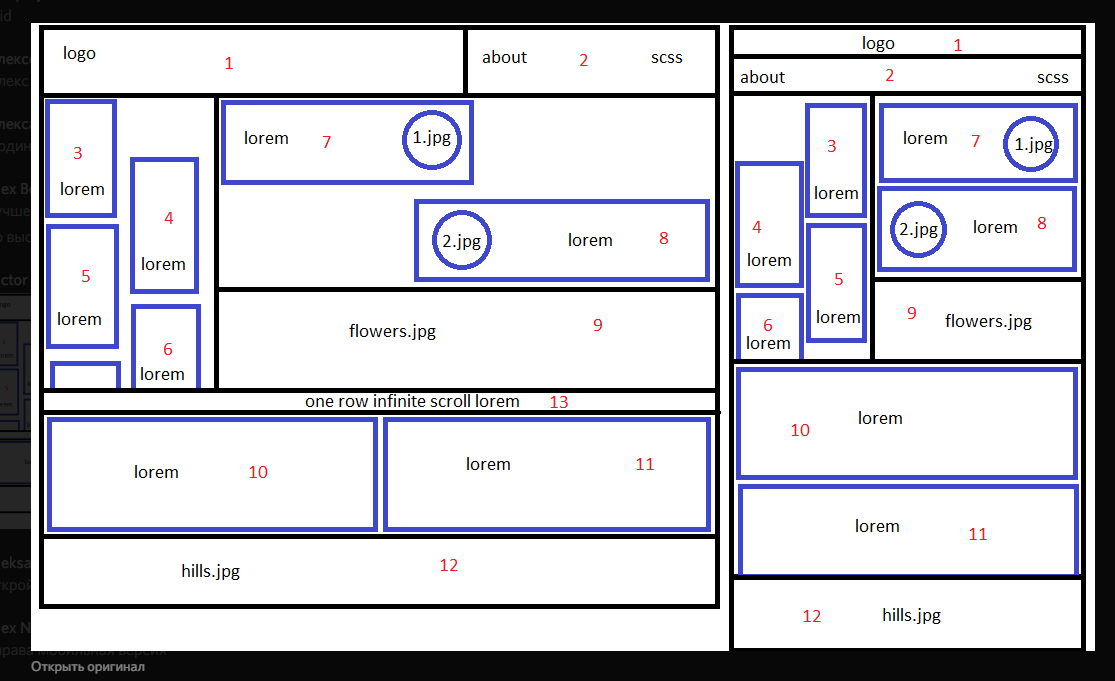 id
logo 1
about 2 scss
3
lorem
4
lorem
5
lorem
6
lorem
lorem 7 1.jpg
2.jpg lorem 8
flowers.jpg 9
one row infinite scroll lorem 13
lorem 10
lorem 11
hills.jpg 12
logo 1
about 2 scss
3
lorem
4
lorem
5
lorem
6
lorem
lorem 7 1.jpg
2.jpg lorem 8
9 flowers.jpg
10 lorem
lorem 11
12 hills.jpg
мобильная версия
Открыть оригинал